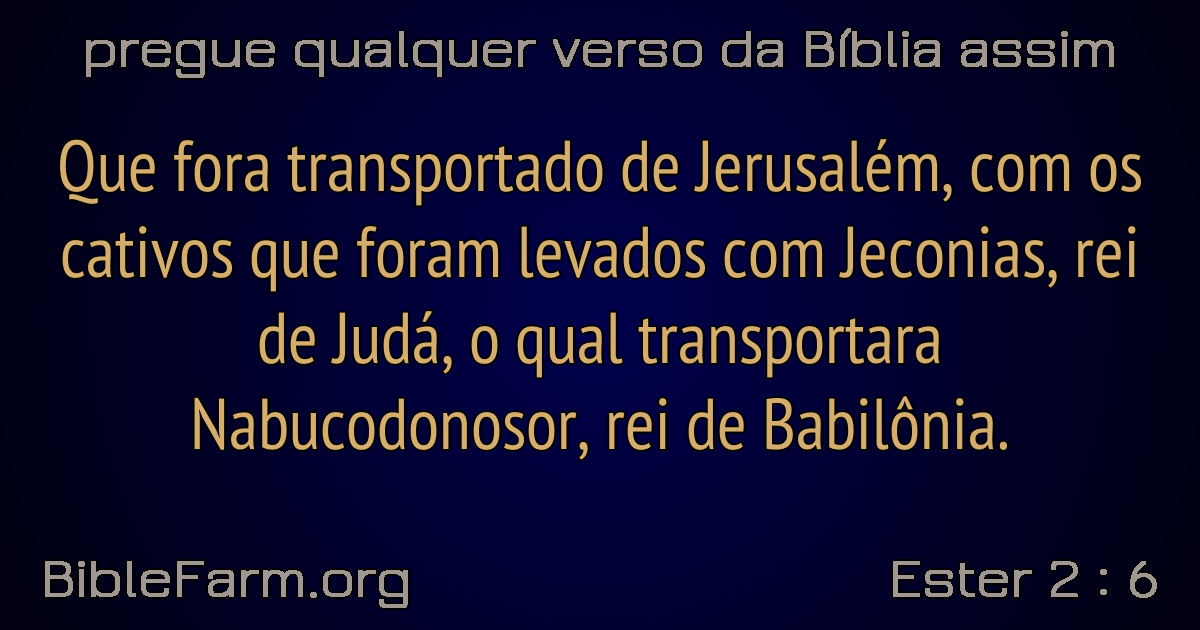 pregue qualquer verso da Bíblia assim
Que fora transportado de Jerusalém, com os
cativos que foram levados com Jeconias, rei
de Judá, o qual transportara
Nabucodonosor, rei de Babilônia.
BibleFarm.org
Ester 2 : 6